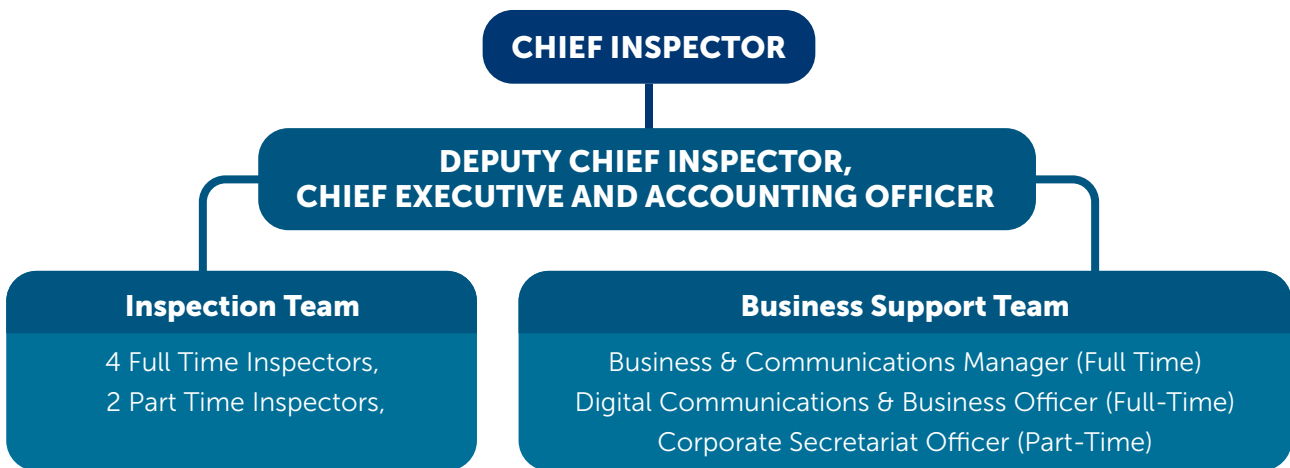 CHIEF INSPECTOR
DEPUTY CHIEF INSPECTOR,
CHIEF EXECUTIVE AND ACCOUNTING OFFICER
Inspection Team
4 Full Time Inspectors,
2 Part Time Inspectors,
Business Support Team
Business & Communications Manager (Full Time)
Digital Communications & Business Officer (Full-Time)
Corporate Secretariat Officer (Part-Time)